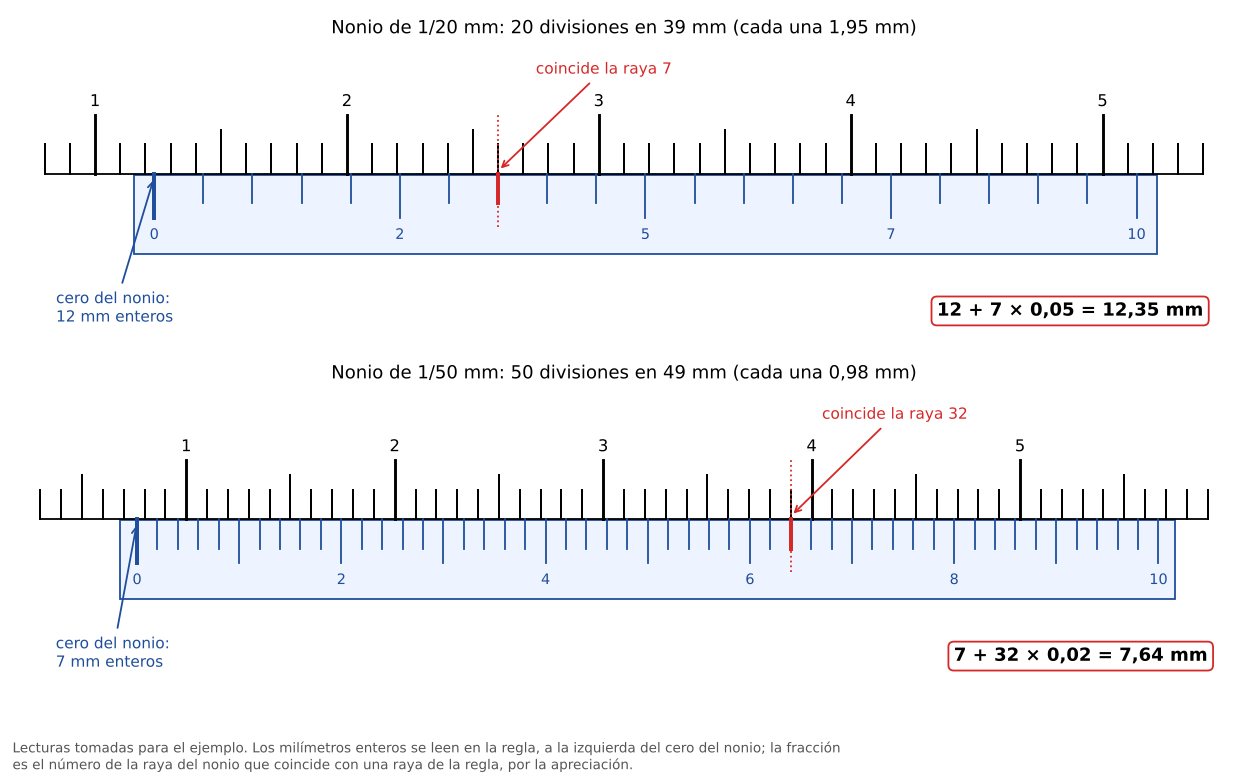 Nonio de 1/20 mm: 20 divisiones en 39 mm (cada una 1,95 mm)
coincide la raya 7
1 2 3 4 5
0 2 5 7 10
cero del nonio:
12 mm enteros
12 + 7 × 0,05 = 12,35 mm
Nonio de 1/50 mm: 50 divisiones en 49 mm (cada una 0,98 mm)
coincide la raya 32
1 2 3 4 5
0 2 4 6 8 10
cero del nonio:
7 mm enteros
7 + 32 × 0,02 = 7,64 mm
Lecturas tomadas para el ejemplo. Los milímetros enteros se leen en la regla, a la izquierda del cero del nonio; la fracción
es el número de la raya del nonio que coincide con una raya de la regla, por la apreciación.